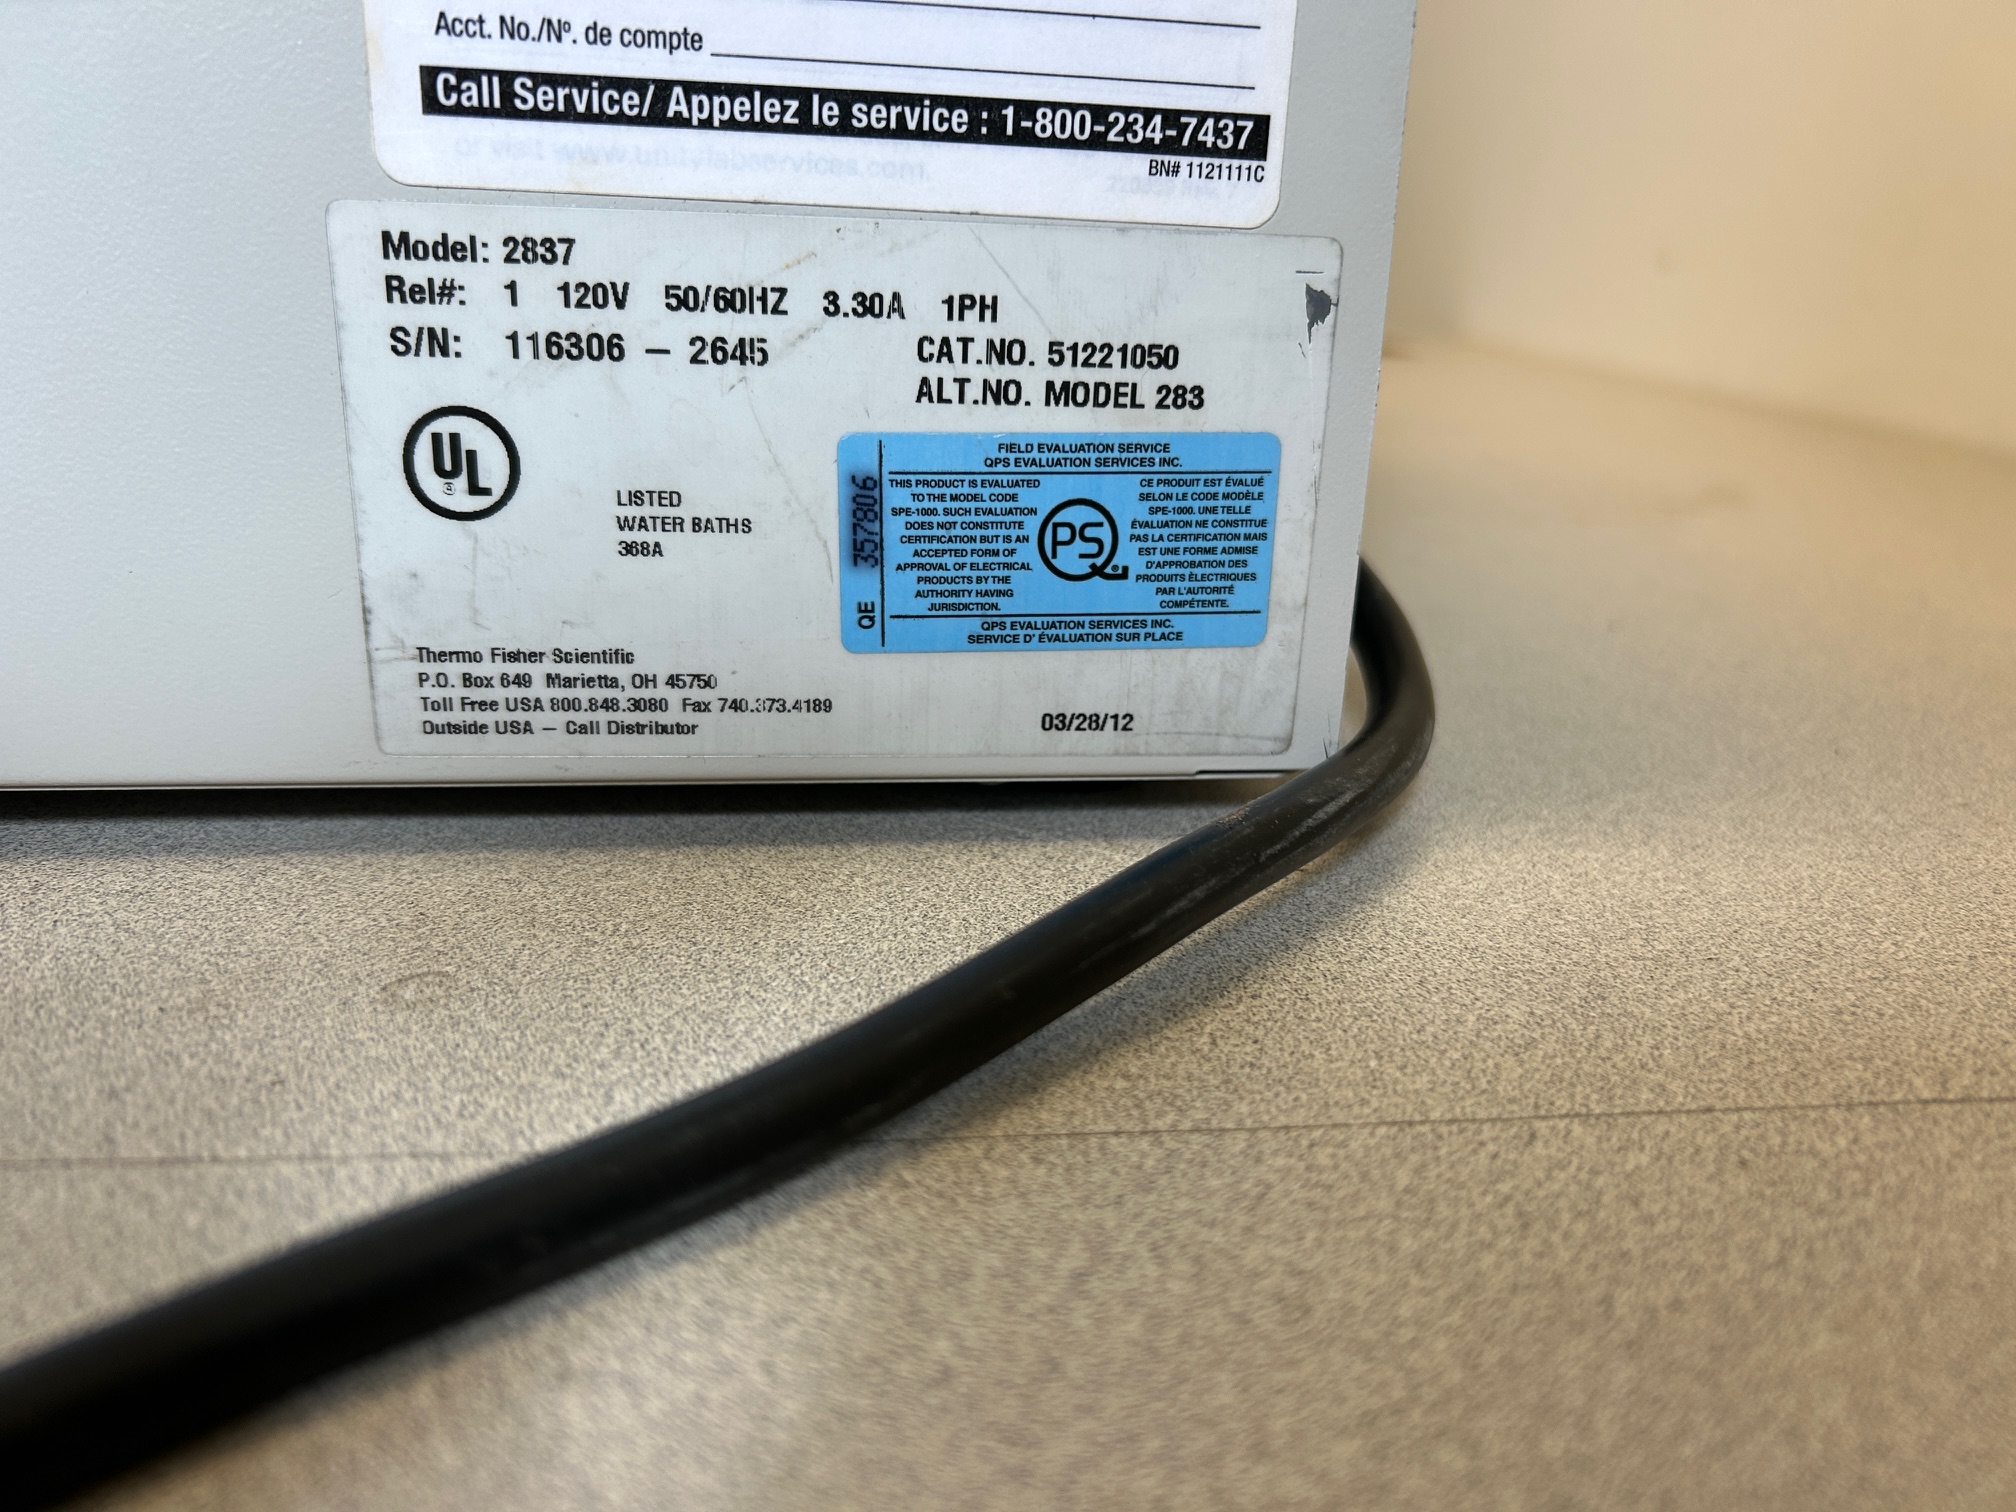 Acct. No./Nº. de compte
Call Service/ Appelez le service : 1-800-234-7437
or visit www.unitylabservices.com.
BN# 1121111C
Model: 2837
Rel#: 1 120V 50/60HZ 3.30A 1PH
S/N: 116306 – 2645
CAT.NO. 51221050
ALT.NO. MODEL 283
UL
LISTED
WATER BATHS
368A
QE 357806
FIELD EVALUATION SERVICE
QPS EVALUATION SERVICES INC.
THIS PRODUCT IS EVALUATED
TO THE MODEL CODE
SPE-1000. SUCH EVALUATION
DOES NOT CONSTITUTE
CERTIFICATION BUT IS AN
ACCEPTED FORM OF
APPROVAL OF ELECTRICAL
PRODUCTS BY THE
AUTHORITY HAVING
JURISDICTION.
QPS®
CE PRODUIT EST ÉVALUÉ
SELON LE CODE MODÈLE
SPE-1000. UNE TELLE
ÉVALUATION NE CONSTITUE
PAS LA CERTIFICATION MAIS
EST UNE FORME ADMISE
D'APPROBATION DES
PRODUITS ÈLECTRIQUES
PAR L'AUTORITÉ
COMPÉTENTE.
QPS EVALUATION SERVICES INC.
SERVICE D' ÉVALUATION SUR PLACE
Thermo Fisher Scientific
P.O. Box 649 Marietta, OH 45750
Toll Free USA 800.848.3080 Fax 740.373.4189
Outside USA – Call Distributor
03/28/12